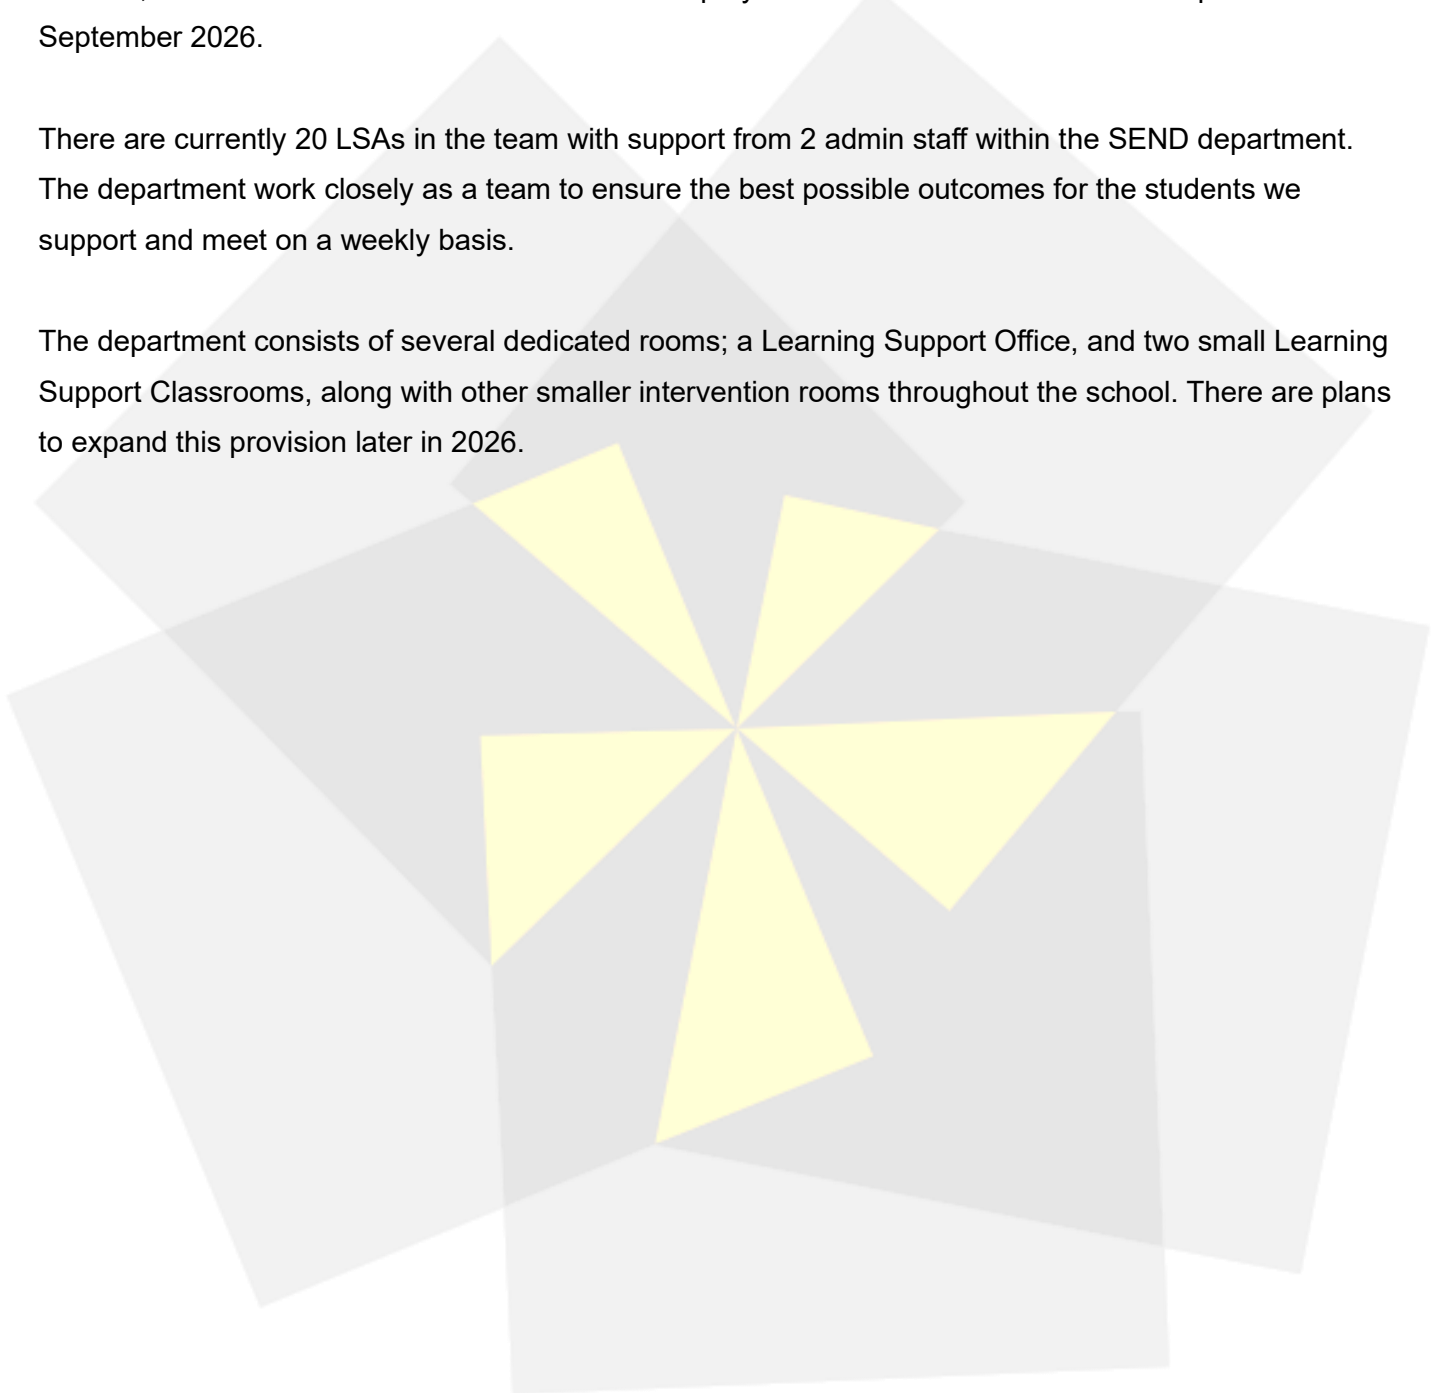 September 2026.
There are currently 20 LSAs in the team with support from 2 admin staff within the SEND department.
The department work closely as a team to ensure the best possible outcomes for the students we
support and meet on a weekly basis.
The department consists of several dedicated rooms; a Learning Support Office, and two small Learning
Support Classrooms, along with other smaller intervention rooms throughout the school. There are plans
to expand this provision later in 2026.